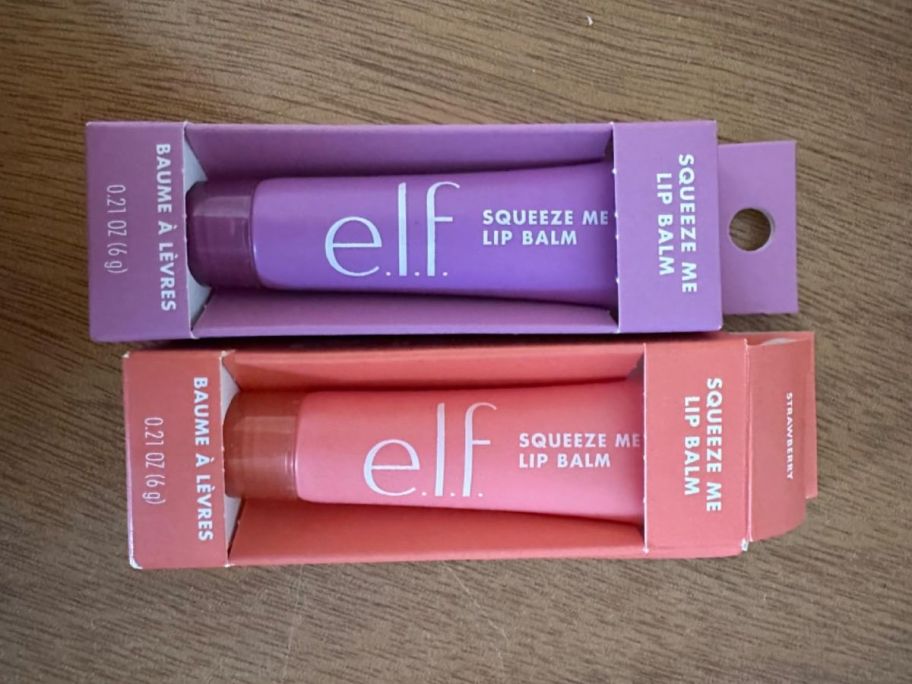 BAUME À LÈVRES
0.21 OZ (6 g)
e.l.f.
SQUEEZE ME
LIP BALM
SQUEEZE ME
LIP BALM
BAUME À LÈVRES
0.21 OZ (6 g)
e.l.f.
SQUEEZE ME
LIP BALM
SQUEEZE ME
LIP BALM
STRAWBERRY